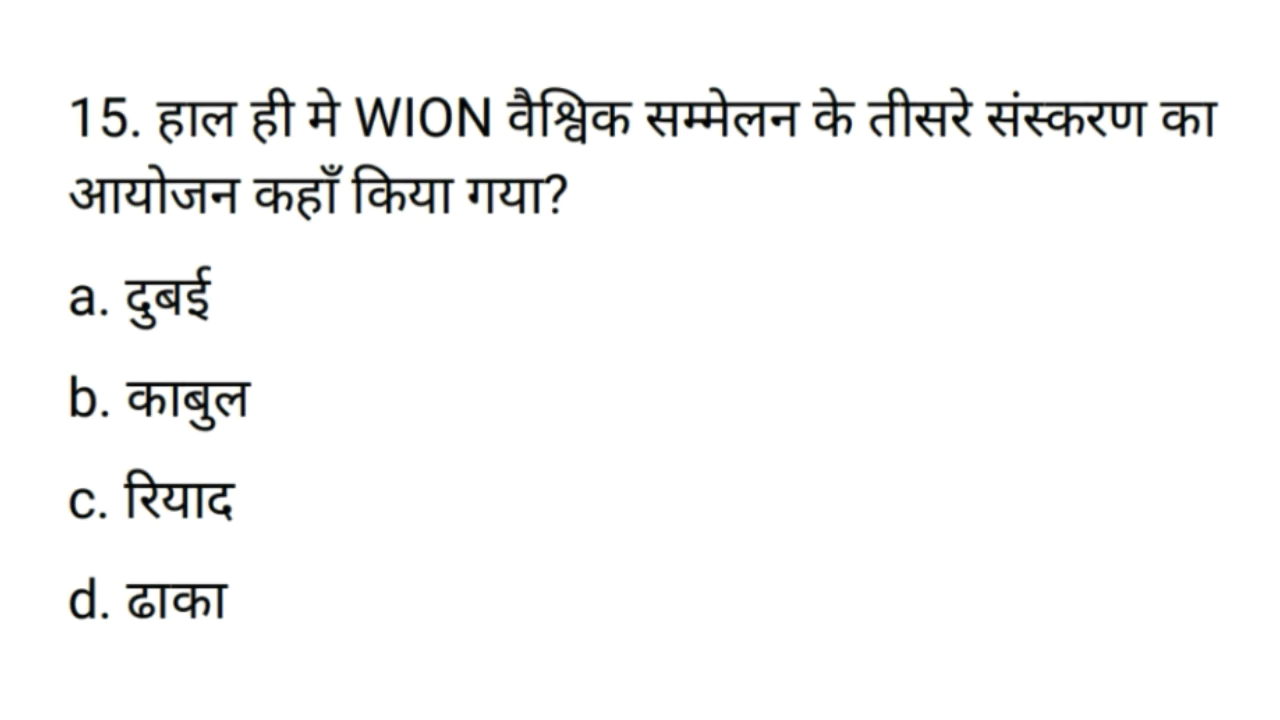 15. हाल ही मे WION वैश्विक सम्मेलन के तीसरे संस्करण का
आयोजन कहाँ किया गया?
a. दुबई
b. काबुल
c. रियाद
d. ढाका